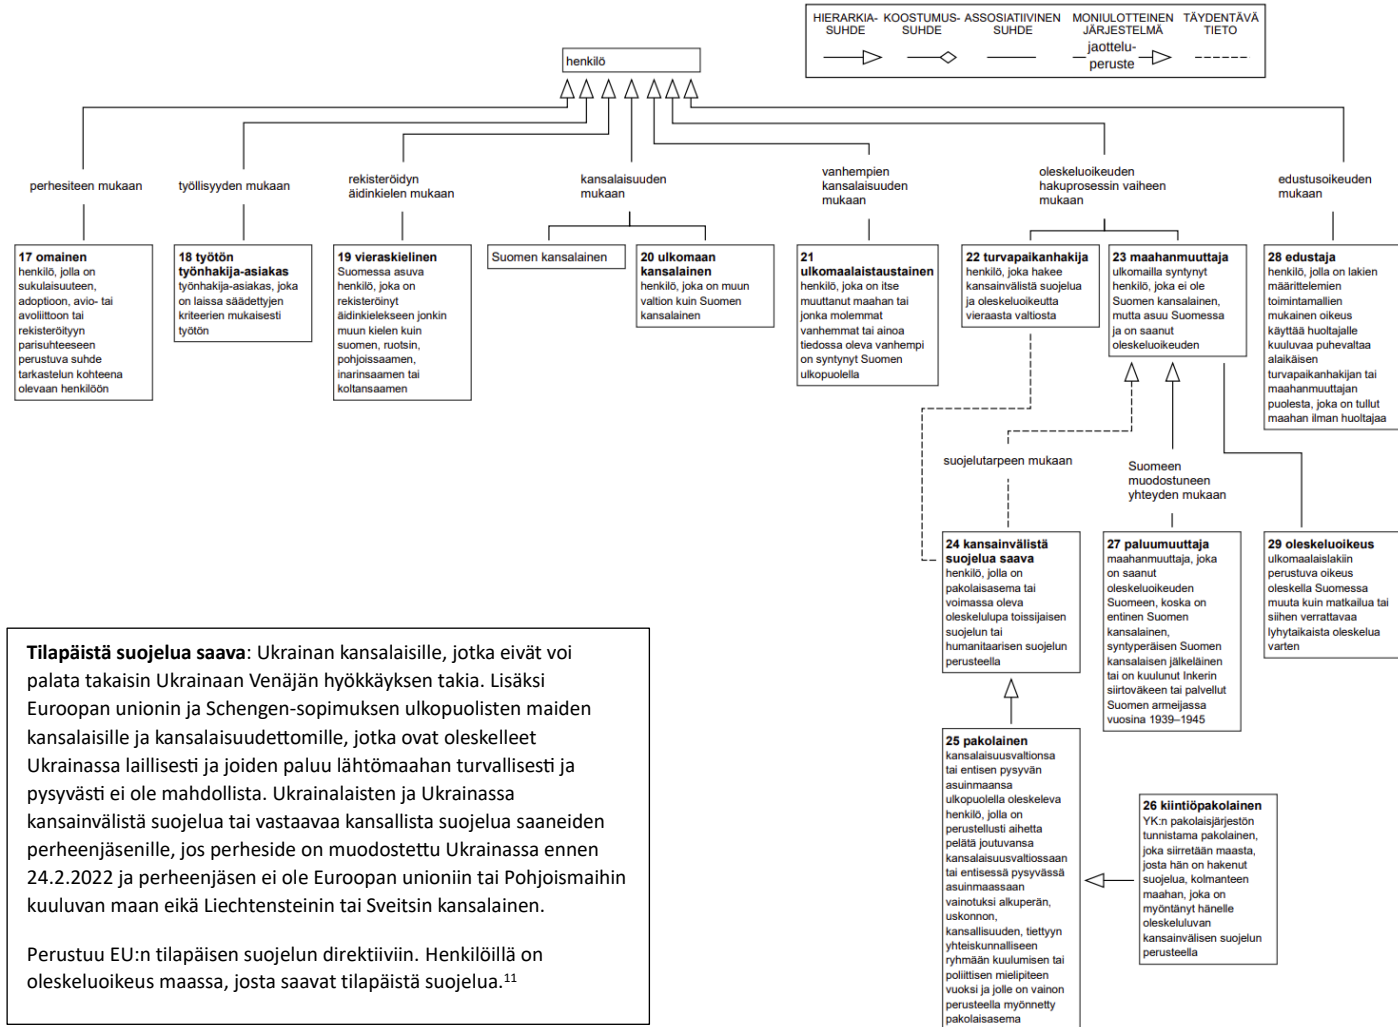 HIERARKIA-
SUHDE
KOOSTUMUS-
SUHDE
ASSOSIATIIVINEN
SUHDE
MONIULOTTEINEN
JÄRJESTELMÄ
jaottelu-
peruste
TÄYDENTÄVÄ
TIETO
henkilö
perhesiteen mukaan
työllisyyden mukaan
rekisteröidyn
äidinkielen mukaan
kansalaisuuden
mukaan
vanhempien
kansalaisuuden
mukaan
oleskeluoikeuden
hakuprosessin vaiheen
mukaan
edustusoikeuden
mukaan
17 omainen
henkilö, jolla on
sukulaisuuteen,
adoptioon, avio- tai
avoliittoon tai
rekisteröityyn
parisuhteeseen
perustuva suhde
tarkastelun kohteena
olevaan henkilöön
18 työtön
työnhakija-asiakas
työnhakija-asiakas, joka
on laissa säädettyjen
kriteerien mukaisesti
työtön
19 vieraskielinen
Suomessa asuva
henkilö, joka on
rekisteröinyt
äidinkielekseen jonkin
muun kielen kuin
suomen, ruotsin,
pohjoissaamen,
inarinsaamen tai
koltansaamen
Suomen kansalainen
20 ulkomaan
kansalainen
henkilö, joka on muun
valtion kuin Suomen
kansalainen
21
ulkomaalaistaustainen
henkilö, joka on itse
muuttanut maahan tai
jonka molemmat
vanhemmat tai ainoa
tiedossa oleva vanhempi
on syntynyt Suomen
ulkopuolella
22 turvapaikanhakija
henkilö, joka hakee
kansainvälistä suojelua
ja oleskeluoikeutta
vieraasta valtiosta
23 maahanmuuttaja
ulkomailla syntynyt
henkilö, joka ei ole
Suomen kansalainen,
mutta asuu Suomessa
ja on saanut
oleskeluoikeuden
28 edustaja
henkilö, jolla on lakien
määrittelemien
toimintamallien
mukainen oikeus
käyttää huoltajalle
kuuluvaa puhevaltaa
alaikäisen
turvapaikanhakijan tai
maahanmuuttajan
puolesta, joka on tullut
maahan ilman huoltajaa
suojelutarpeen mukaan
Suomeen
muodostuneen
yhteyden mukaan
24 kansainvälistä
suojelua saava
henkilö, jolla on
pakolaisasema tai
voimassa oleva
oleskelulupa toissijaisen
suojelun tai
humanitaarisen suojelun
perusteella
27 paluumuuttaja
maahanmuuttaja, joka
on saanut
oleskeluoikeuden
Suomeen, koska on
entinen Suomen
kansalainen,
syntyperäisen Suomen
kansalaisen jälkeläinen
tai on kuulunut Inkerin
siirtoväkeen tai palvellut
Suomen armeijassa
vuosina 1939–1945
29 oleskeluoikeus
ulkomaalaislakiin
perustuva oikeus
oleskella Suomessa
muuta kuin matkailua tai
siihen verrattavaa
lyhytaikaista oleskelua
varten
Tilapäistä suojelua saava: Ukrainan kansalaisille, jotka eivät voi
palata takaisin Ukrainaan Venäjän hyökkäyksen takia. Lisäksi
Euroopan unionin ja Schengen-sopimuksen ulkopuolisten maiden
kansalaisille ja kansalaisuudettomille, jotka ovat oleskelleet
Ukrainassa laillisesti ja joiden paluu lähtömaahan turvallisesti ja
pysyvästi ei ole mahdollista. Ukrainalaisten ja Ukrainassa
kansainvälistä suojelua tai vastaavaa kansallista suojelua saaneiden
perheenjäsenille, jos perheside on muodostettu Ukrainassa ennen
24.2.2022 ja perheenjäsen ei ole Euroopan unioniin tai Pohjoismaihin
kuuluvan maan eikä Liechtensteinin tai Sveitsin kansalainen.
Perustuu EU:n tilapäisen suojelun direktiiviin. Henkilöillä on
oleskeluoikeus maassa, josta saavat tilapäistä suojelua.¹¹
25 pakolainen
kansalaisuusvaltionsa
tai entisen pysyvän
asuinmaansa
ulkopuolella oleskeleva
henkilö, jolla on
perustellusti aihetta
pelätä joutuvansa
kansalaisuusvaltiossaan
tai entisessä pysyvässä
asuinmaassaan
vainotuksi alkuperän,
uskonnon,
kansallisuuden, tiettyyn
yhteiskunnalliseen
ryhmään kuulumisen tai
poliittisen mielipiteen
vuoksi ja jolle on vainon
perusteella myönnetty
pakolaisasema
26 kiintiöpakolainen
YK:n pakolaisjärjestön
tunnistama pakolainen,
joka siirretään maasta,
josta hän on hakenut
suojelua, kolmanteen
maahan, joka on
myöntänyt hänelle
oleskeluluvan
kansainvälisen suojelun
perusteella